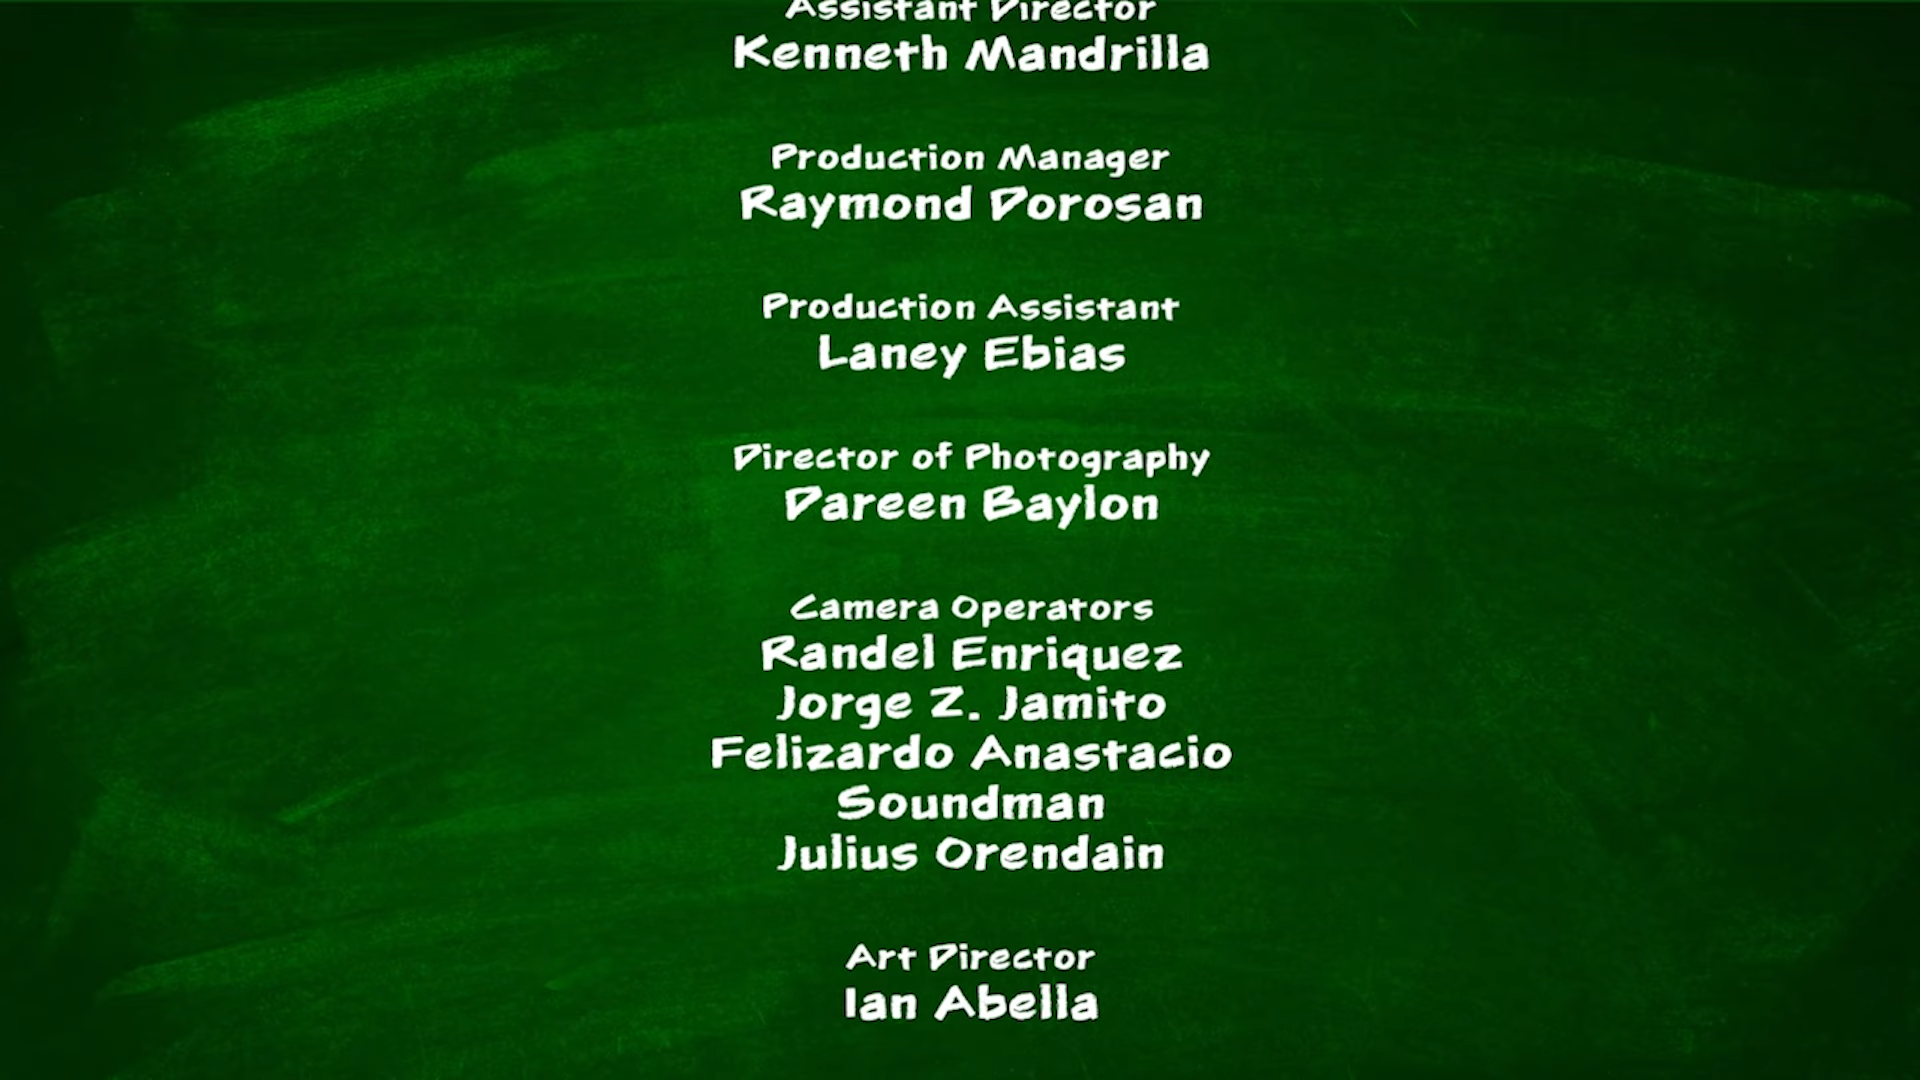 Assistant Director
Kenneth Mandrilla
Production Manager
Raymond Dorosan
Production Assistant
Laney Ebias
Director of Photography
Dareen Baylon
Camera Operators
Randel Enriquez
Jorge Z. Jamito
Felizardo Anastacio
Soundman
Julius Orendain
Art Director
Ian Abella